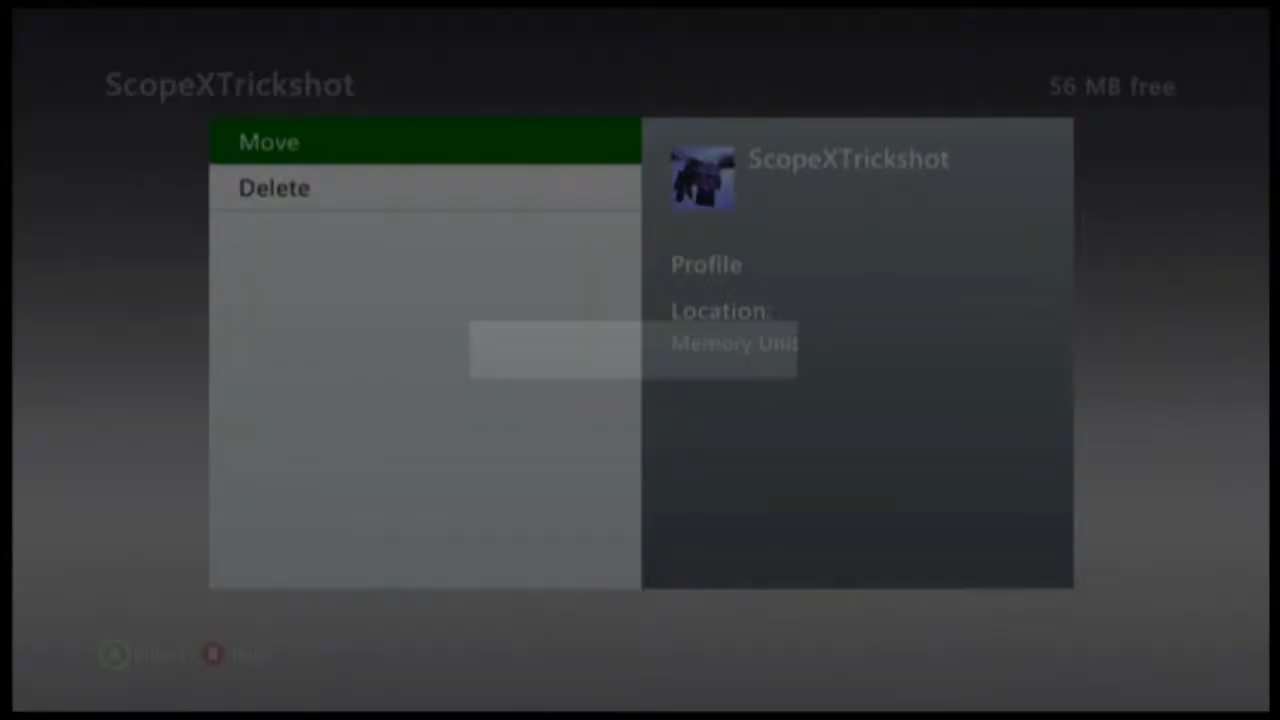 ScopeXTrickshot
56 MB free
Move
Delete
ScopeXTrickshot
Profile
Location:
Memory Unit